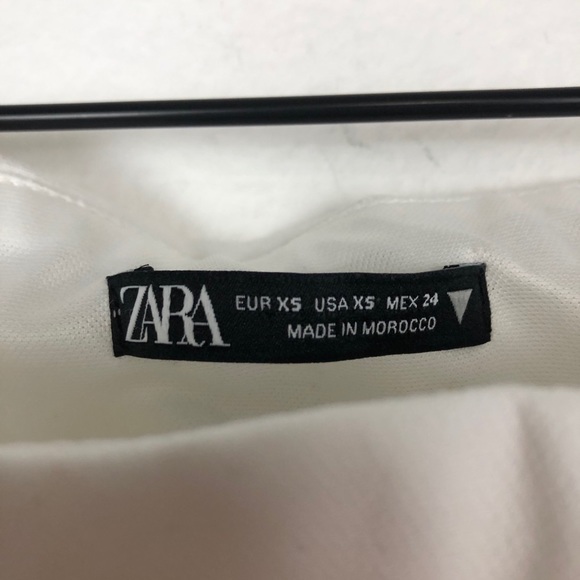 ZARA
EUR XS USA XS MEX 24
MADE IN MOROCCO